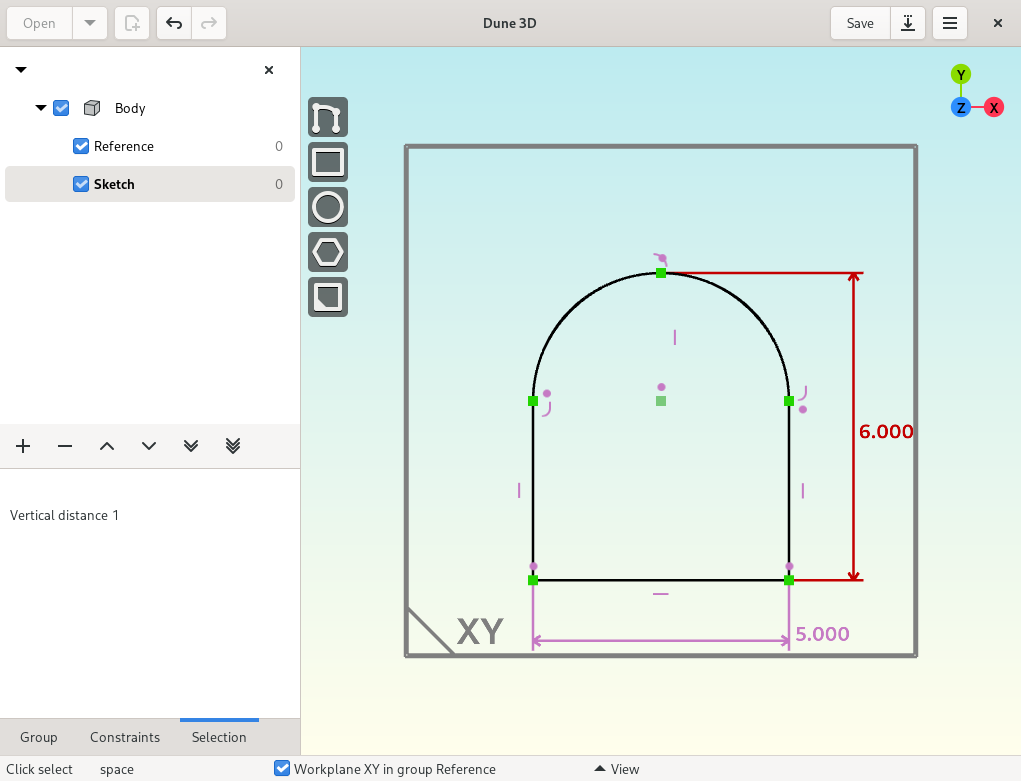 Open
Dune 3D
Save
Body
Reference 0
Sketch 0
Vertical distance 1
Y
Z X
6.000
5.000
XY
Group Constraints Selection
Click select space Workplane XY in group Reference View